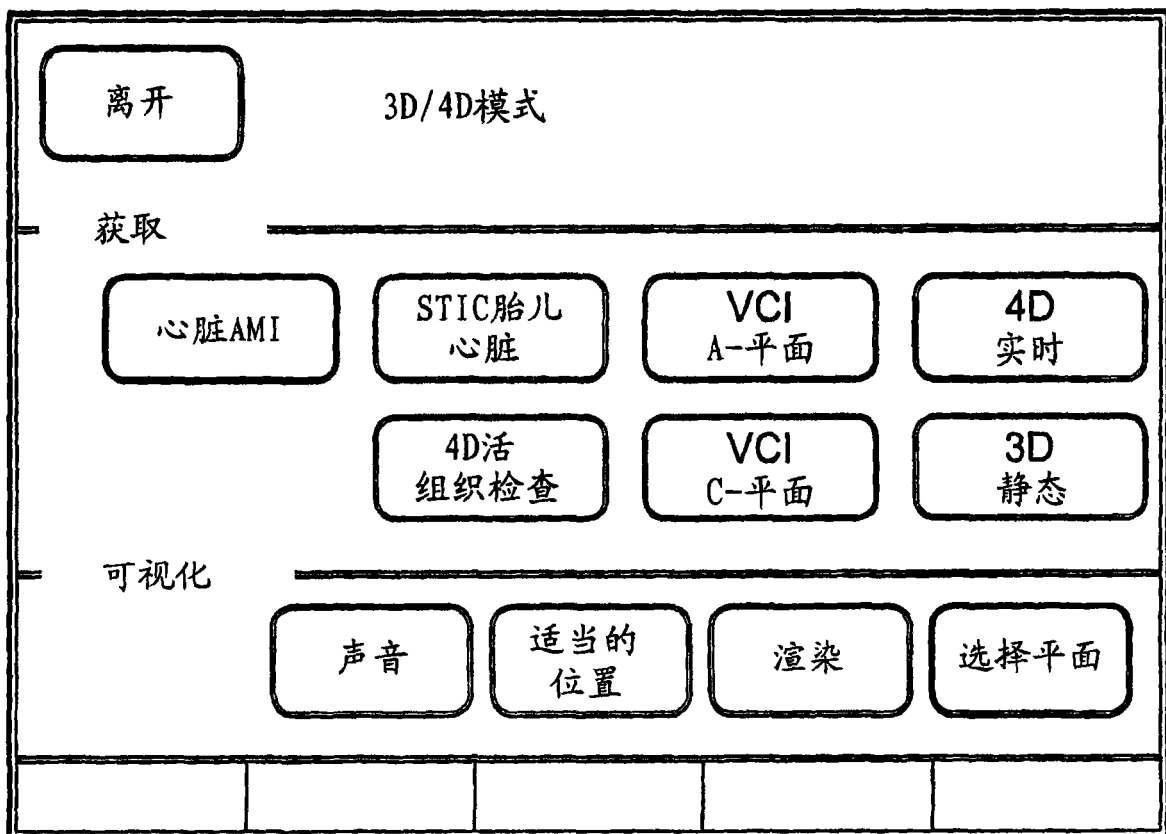 离开
3D/4D模式
获取
心脏AMI
STIC胎儿
心脏
VCI
A-平面
4D
实时
4D活
组织检查
VCI
C-平面
3D
静态
可视化
声音
适当的
位置
渲染
选择平面